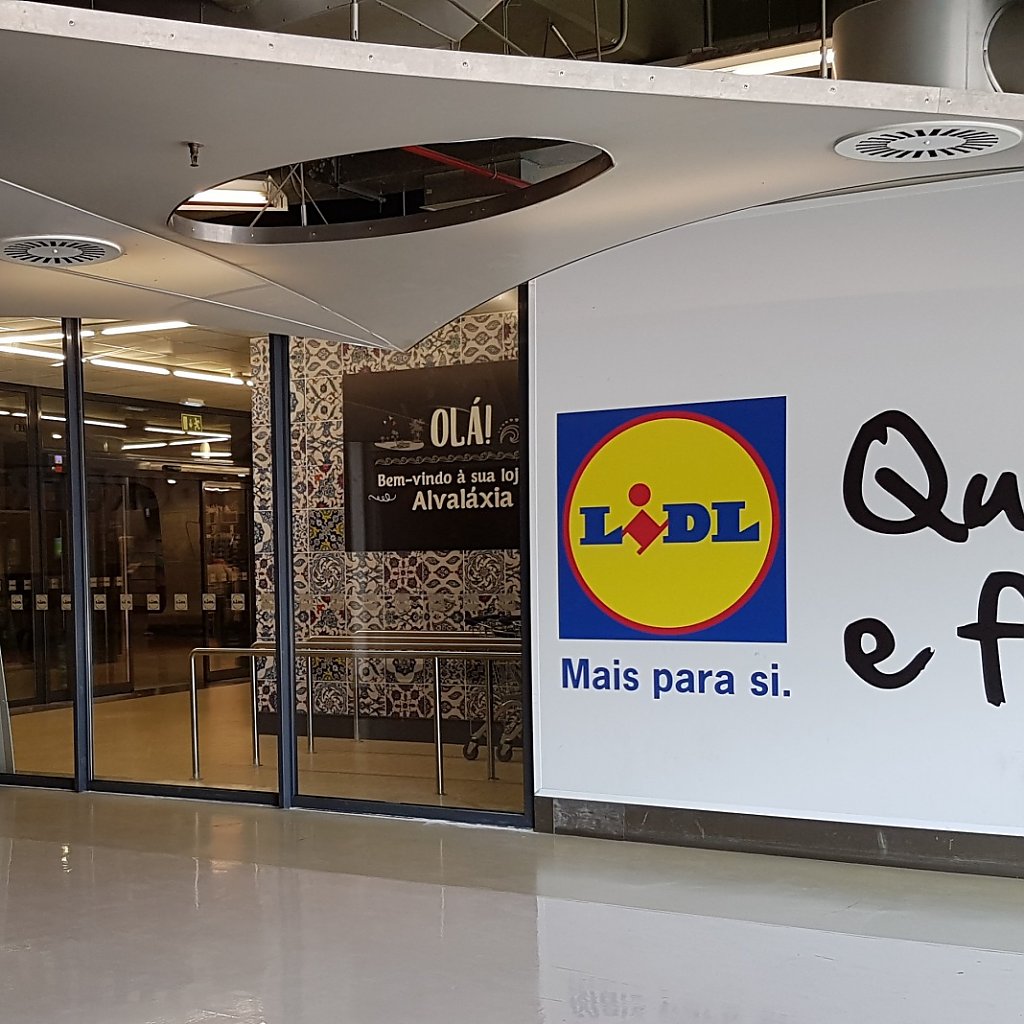 OLÁ!
Bem-vindo à sua loj
Alvaláxia
LIDL
Mais para si.
Qu
e f